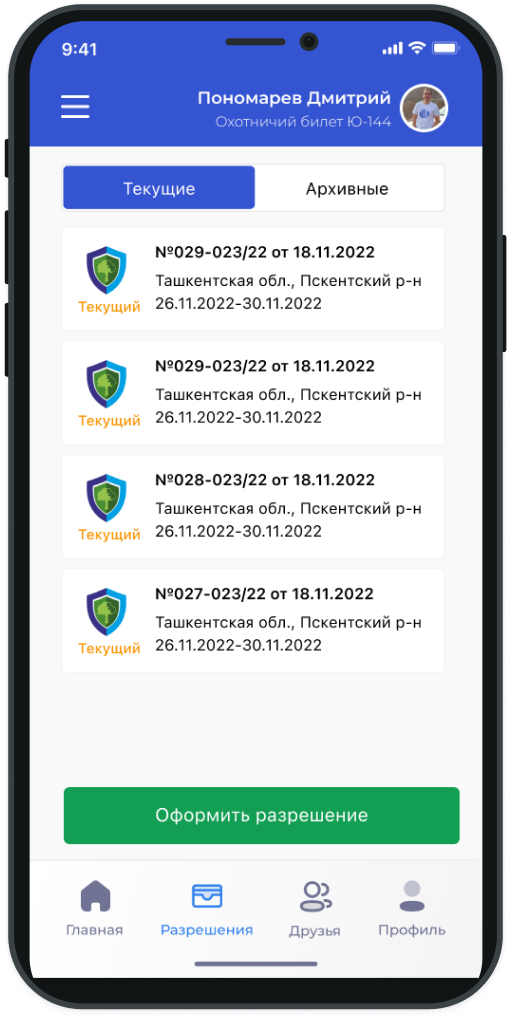 9:41
Пономарев Дмитрий
Охотничий билет Ю-144
Текущие
Архивные
№029-023/22 от 18.11.2022
Ташкентская обл., Пскентский р-н
Текущий
26.11.2022-30.11.2022
№029-023/22 от 18.11.2022
Ташкентская обл., Пскентский р-н
Текущий
26.11.2022-30.11.2022
№028-023/22 от 18.11.2022
Ташкентская обл., Пскентский р-н
Текущий
26.11.2022-30.11.2022
№027-023/22 от 18.11.2022
Ташкентская обл., Пскентский р-н
Текущий
26.11.2022-30.11.2022
Оформить разрешение
Главная
Разрешения
Друзья
Профиль